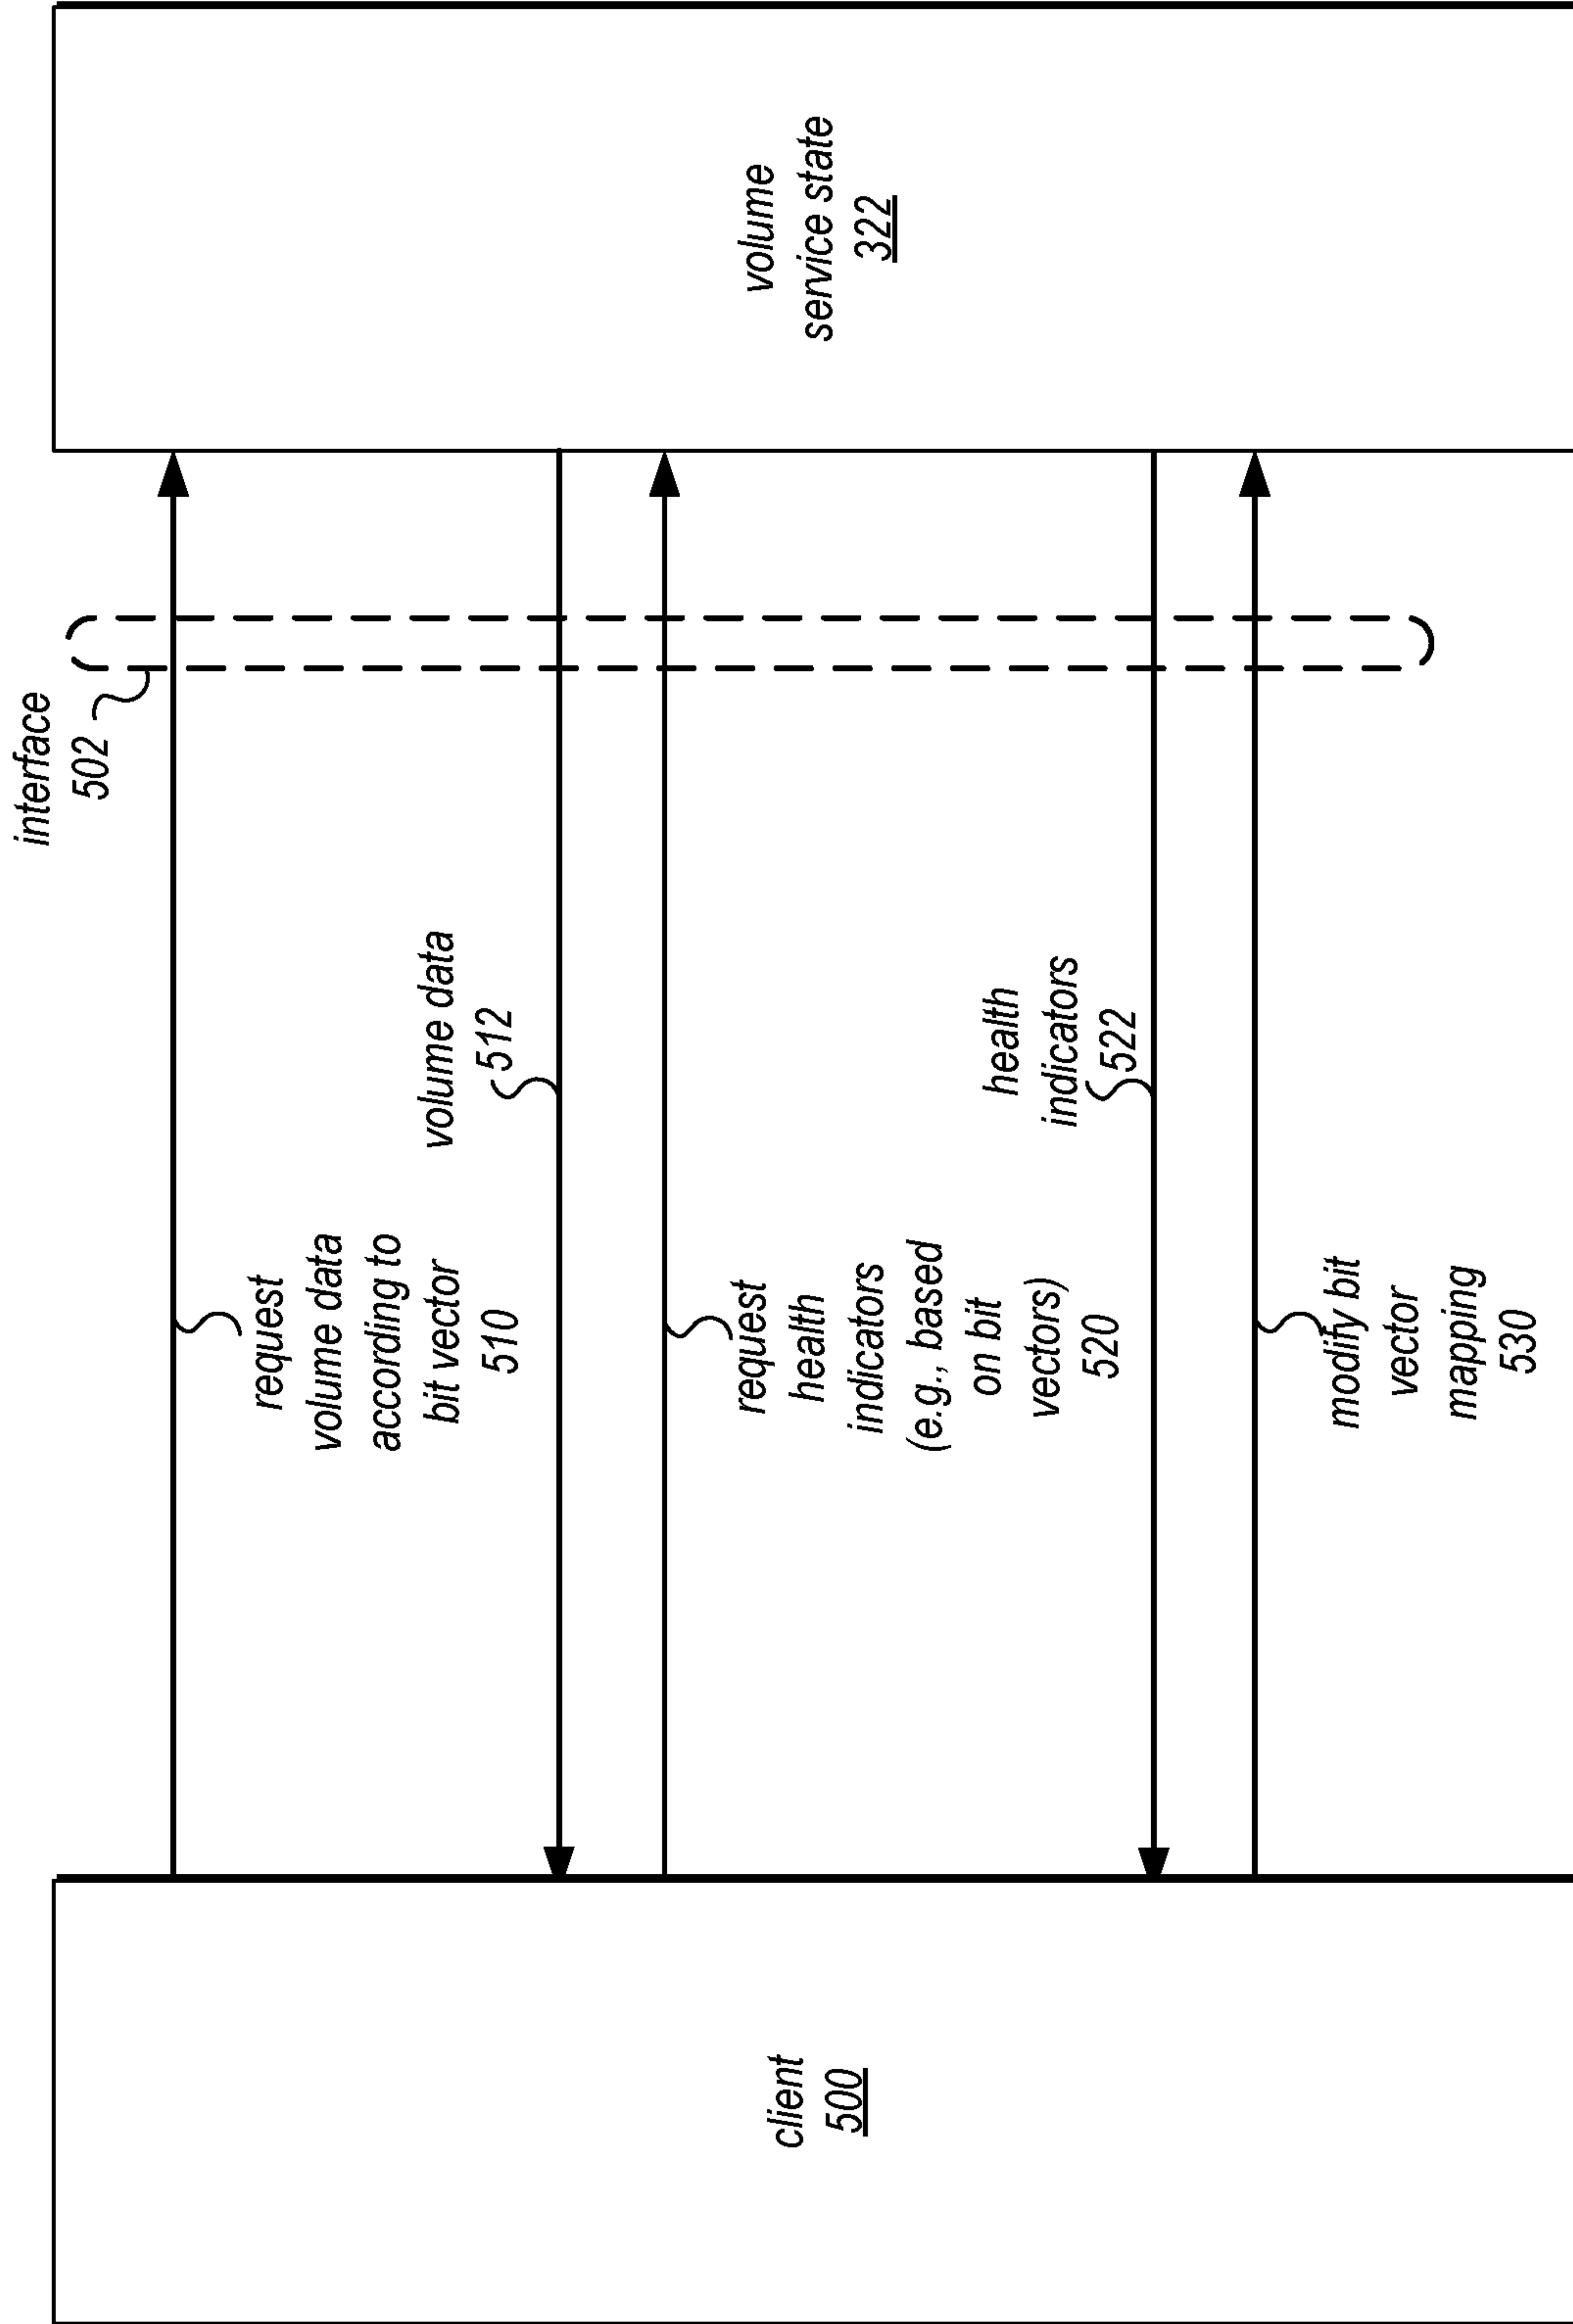 interface
502
client
500
volume
service state
322
request
volume data
according to
bit vector
510
volume data
512
request
health
indicators
(e.g., based
on bit
vectors)
520
health
indicators
522
modify bit
vector
mapping
530